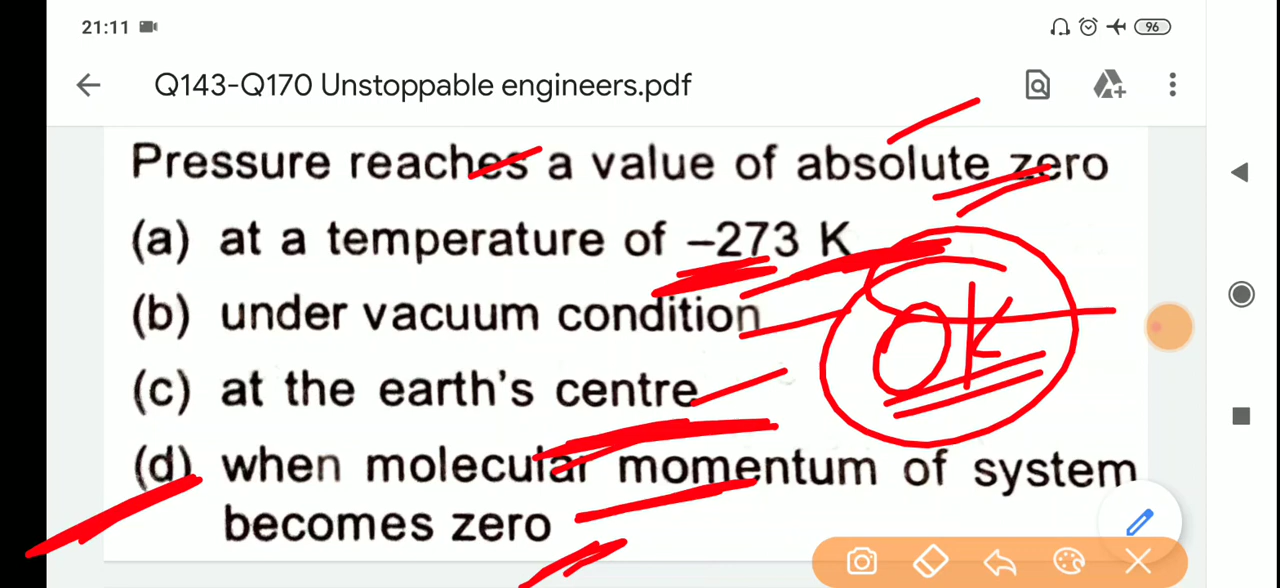 21:11
96
Q143-Q170 Unstoppable engineers.pdf
Pressure reaches a value of absolute zero
(a) at a temperature of –273 K
(b) under vacuum condition
(c) at the earth's centre
(d) when molecular momentum of system
becomes zero
OK